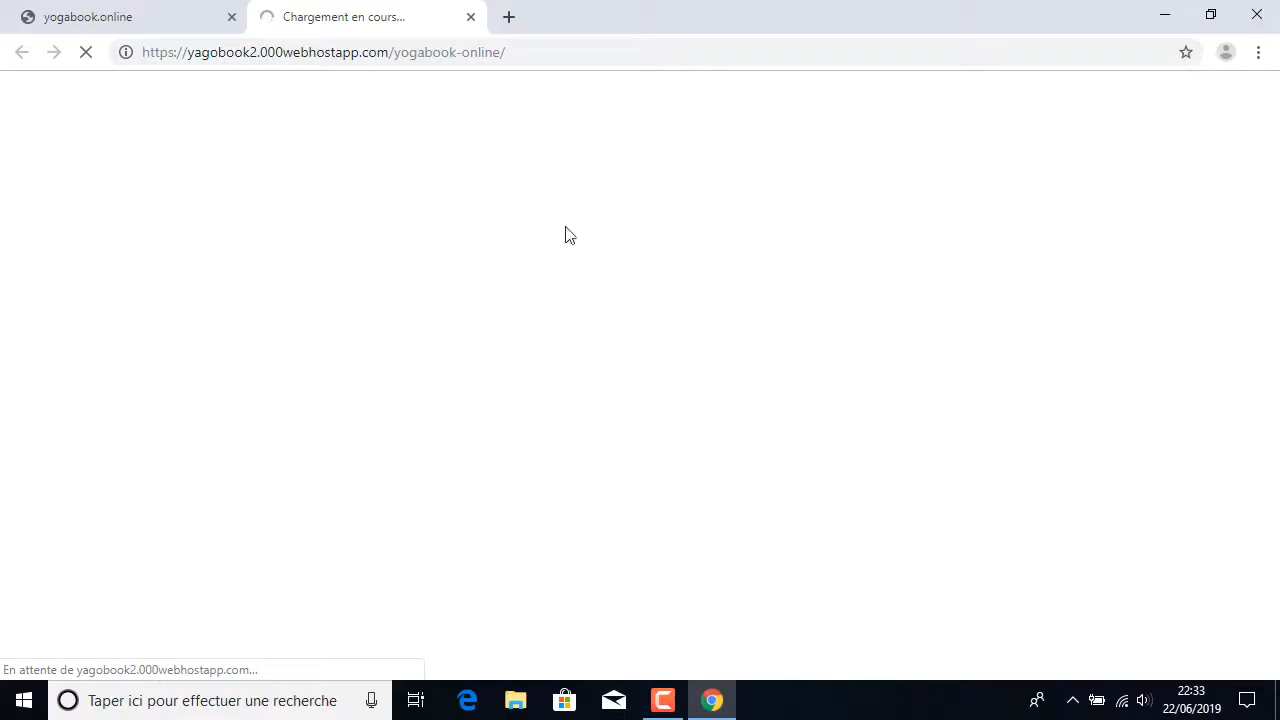 yogabook.online
Chargement en cours...
https://yagobook2.000webhostapp.com/yogabook-online/
En attente de yagobook2.000webhostapp.com...
Taper ici pour effectuer une recherche
22:33
22/06/2019